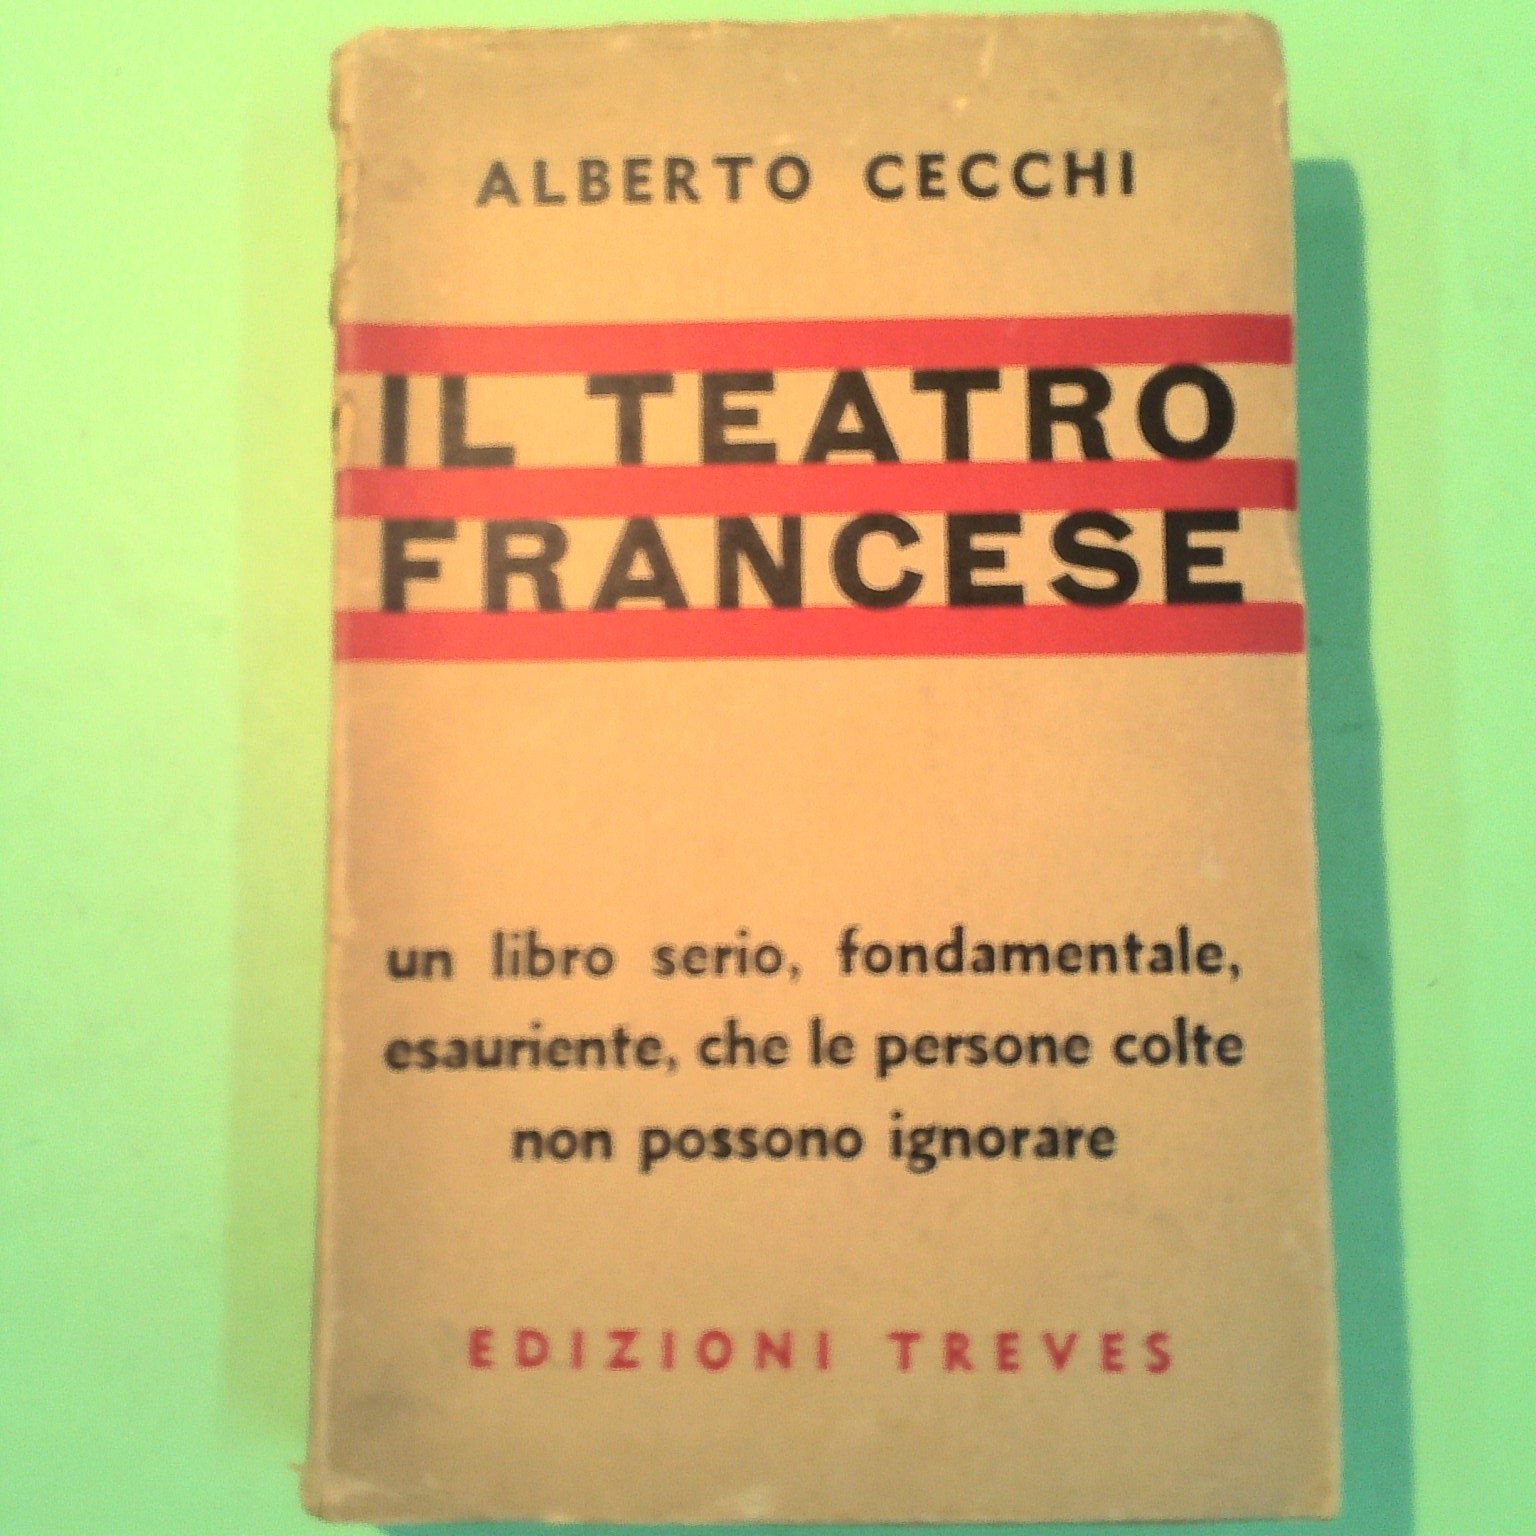 ALBERTO CECCHI
IL TEATRO
FRANCESE
un libro serio, fondamentale,
esauriente, che le persone colte
non possono ignorare
EDIZIONI TREVES